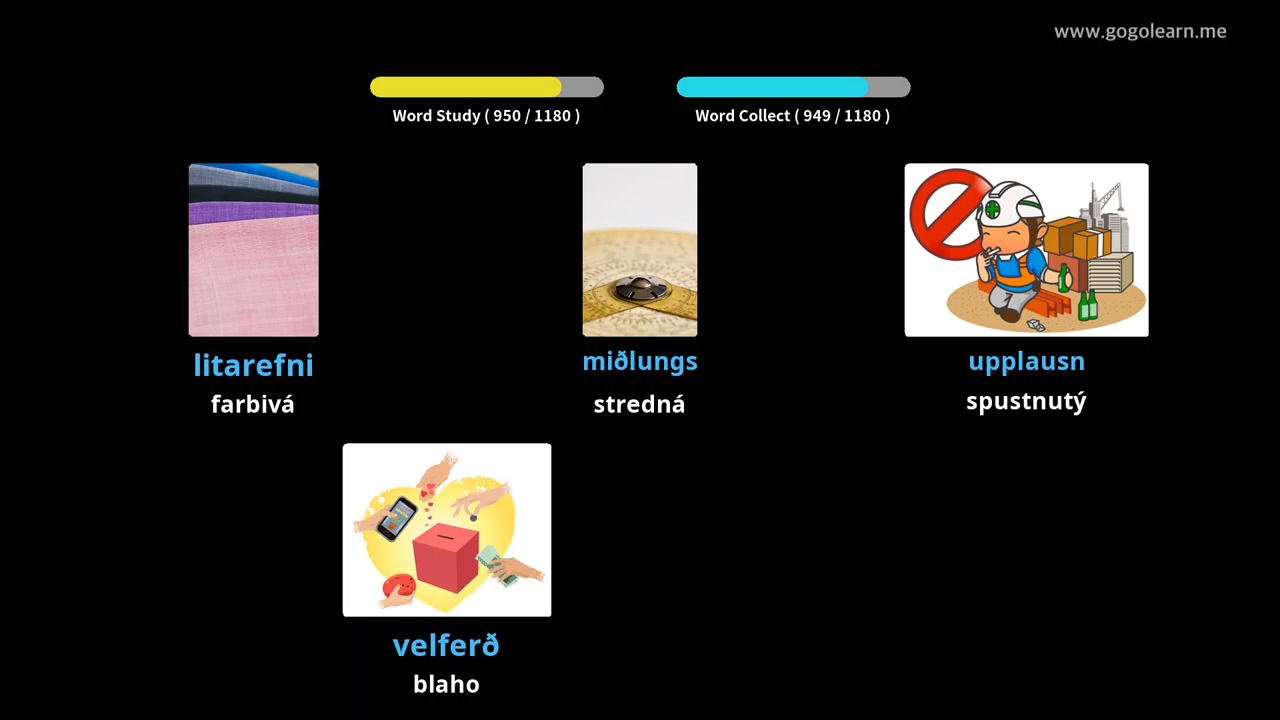 www.gogolearn.me
Word Study ( 950 / 1180 )
Word Collect ( 949 / 1180 )
litarefni
farbivá
miðlungs
stredná
upplausn
spustnutý
velferð
blaho